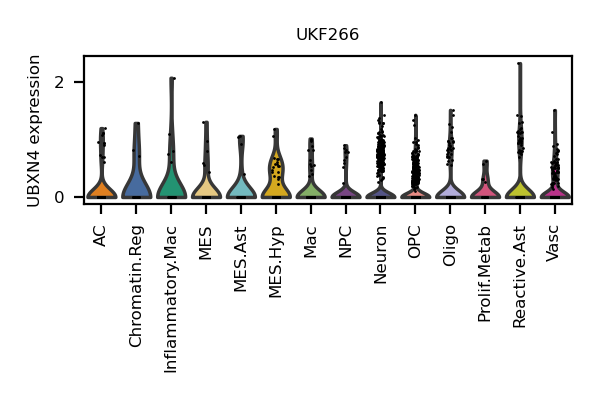 UKF266
UBXN4 expression
2
0
AC
Chromatin.Reg
Inflammatory.Mac
MES
MES.Ast
MES.Hyp
Mac
NPC
Neuron
OPC
Oligo
Prolif.Metab
Reactive.Ast
Vasc